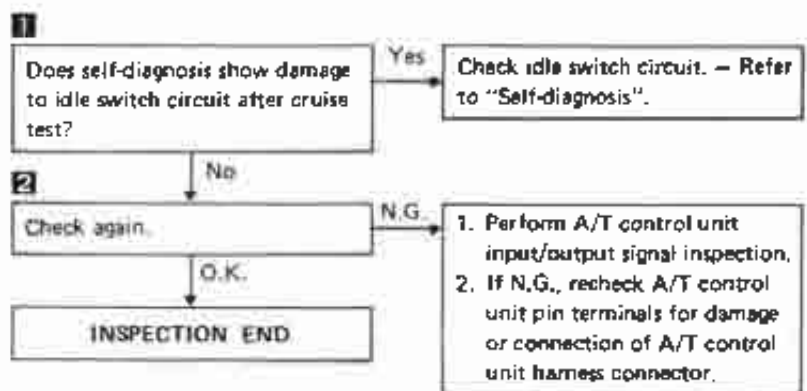 1
Does self-diagnosis show damage
to idle switch circuit after cruise
test?
Yes
Check idle switch circuit. — Refer
to "Self-diagnosis".
No
2
Check again.
N.G.
1. Perform A/T control unit
input/output signal inspection.
2. If N.G., recheck A/T control
unit pin terminals for damage
or connection of A/T control
unit harness connector.
O.K.
INSPECTION END